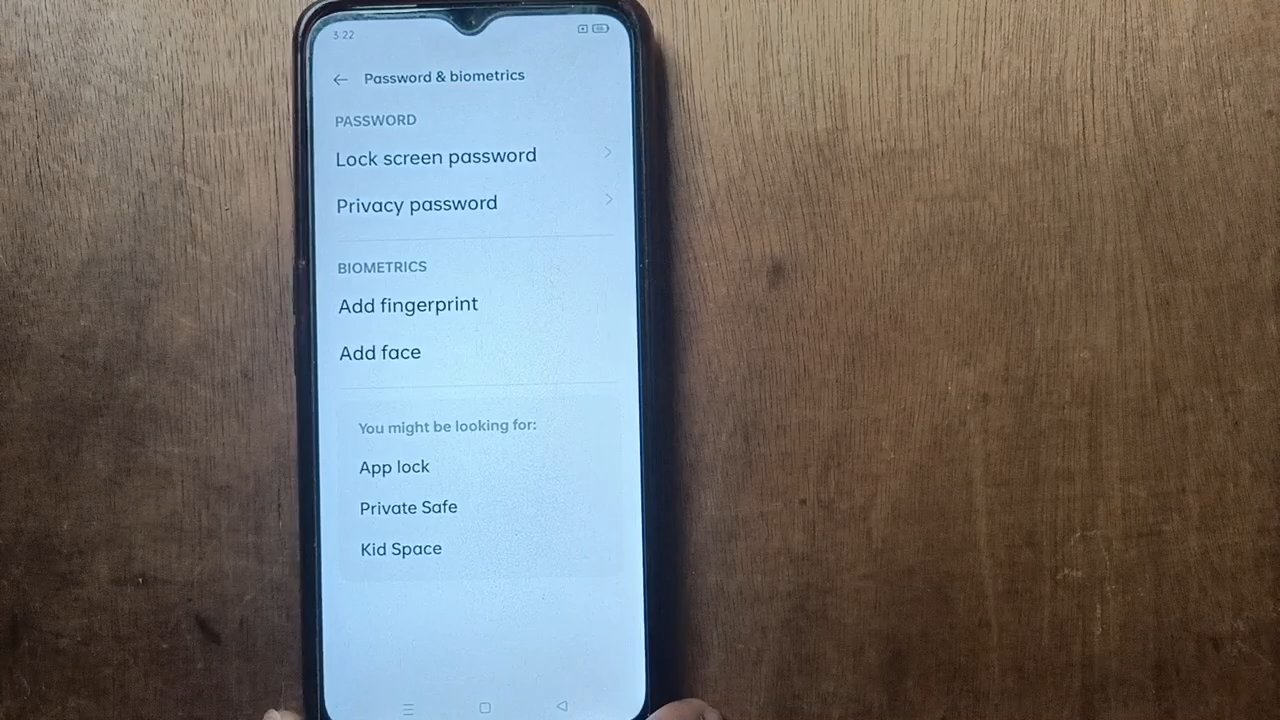 3:22
Password & biometrics
PASSWORD
Lock screen password
Privacy password
BIOMETRICS
Add fingerprint
Add face
You might be looking for:
App lock
Private Safe
Kid Space